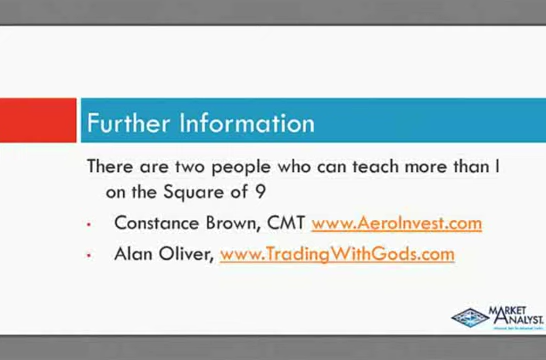 Further Information
There are two people who can teach more than I
on the Square of 9
• Constance Brown, CMT www.AeroInvest.com
• Alan Oliver, www.TradingWithGods.com
MARKET
ANALYST